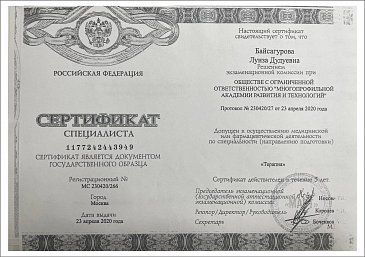 РОССИЙСКАЯ ФЕДЕРАЦИЯ
СЕРТИФИКАТ
СПЕЦИАЛИСТА
1177242443949
СЕРТИФИКАТ ЯВЛЯЕТСЯ ДОКУМЕНТОМ
ГОСУДАРСТВЕННОГО ОБРАЗЦА
Регистрационный №
МС 230420/266
Город
Москва
Дата выдачи
23 апреля 2020 года
Настоящий сертификат
свидетельствует о том, что
Байсагурова
Луиза Дудуевна
Решением
экзаменационной комиссии при
ОБЩЕСТВЕ С ОГРАНИЧЕННОЙ
ОТВЕТСТВЕННОСТЬЮ "МНОГОПРОФИЛЬНОЙ
АКАДЕМИИ РАЗВИТИЯ И ТЕХНОЛОГИЙ"
Протокол № 230420/27 от 23 апреля 2020 года
Допущен к осуществлению медицинской
или фармацевтической деятельности
по специальности (направлению подготовки)
"Терапия"
Сертификат действителен в течение 5 лет.
Председатель экзаменационной
(Государственной аттестационной
экзаменационной) комиссии
Ректор/Директор/Руководитель
Секретарь
М.